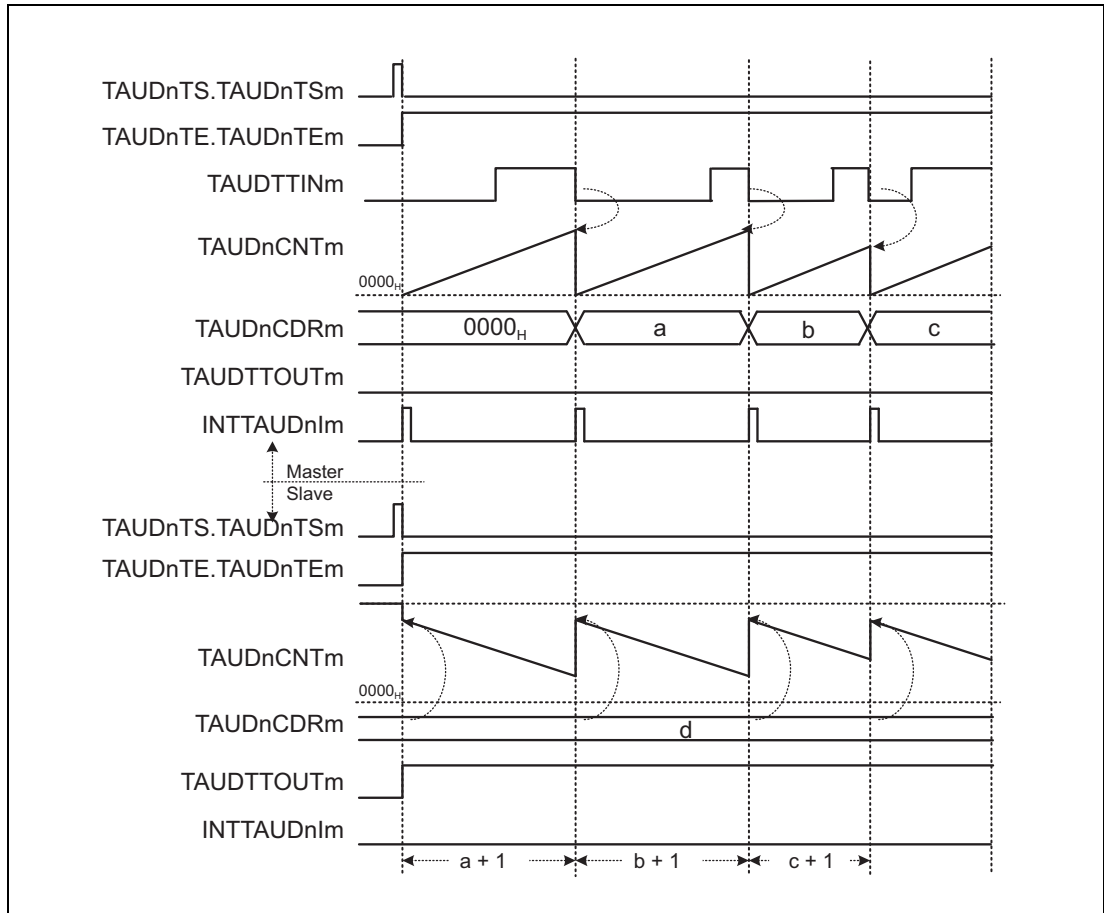 TAUDnTS.TAUDnTSm
TAUDnTE.TAUDnTEm
TAUDTTINm
TAUDnCNTm
0000H
TAUDnCDRm 0000H a b c
TAUDTTOUTm
INTTAUDnIm
Master
Slave
TAUDnTS.TAUDnTSm
TAUDnTE.TAUDnTEm
TAUDnCNTm
0000H
TAUDnCDRm d
TAUDTTOUTm
INTTAUDnIm
a + 1 b + 1 c + 1